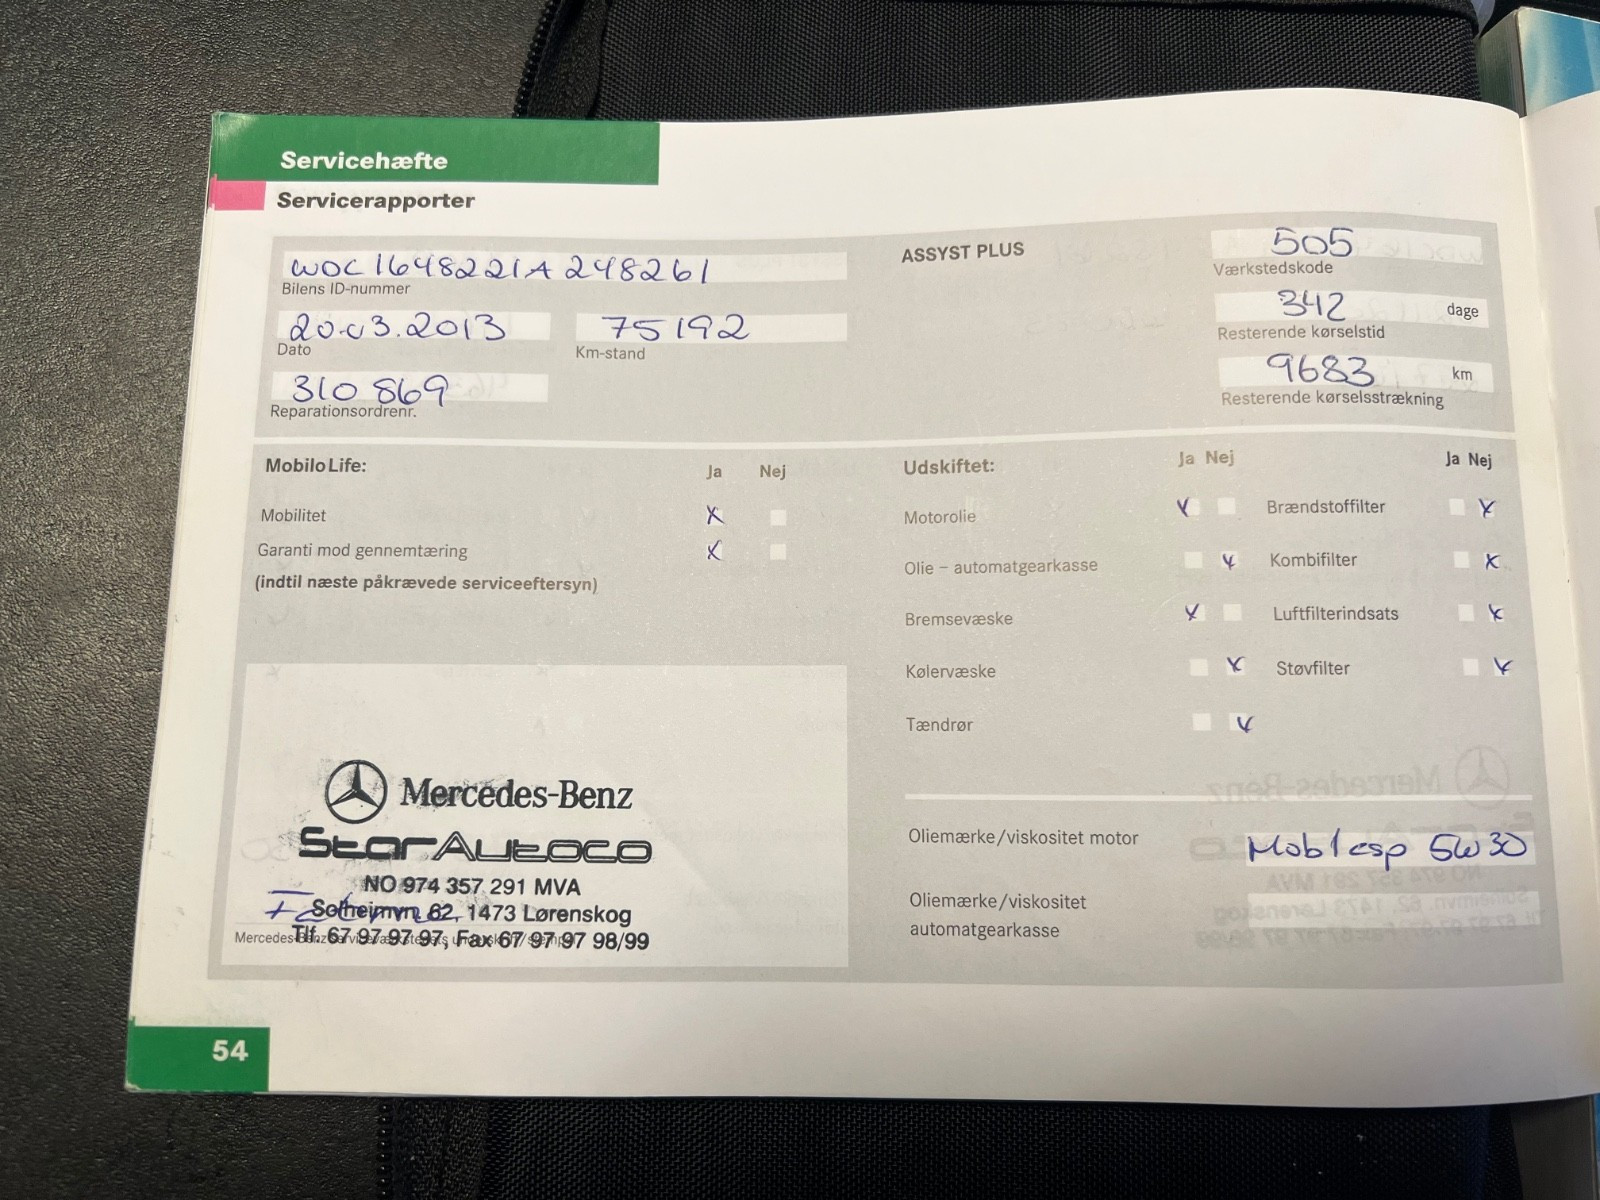 Servicehæfte
Servicerapporter
WDC1648221A248261
Bilens ID-nummer
20.03.2013 75192
Dato Km-stand
310869
Reparationsordrenr.
ASSYST PLUS
505
Værkstedskode
342 dage
Resterende kørselstid
9683 km
Resterende kørselsstrækning
MobiloLife: Ja Nej
Mobilitet X
Garanti mod gennemtæring X
(indtil næste påkrævede serviceeftersyn)
Udskiftet: Ja Nej Ja Nej
Motorolie X Brændstoffilter X
Olie – automatgearkasse X Kombifilter X
Bremsevæske X Luftfilterindsats X
Kølervæske X Støvfilter X
Tændrør X
Mercedes-Benz
StarAutoco
NO 974 357 291 MVA
Solheimvn. 62, 1473 Lørenskog
Tlf. 67 97 97 97, Fax 67 97 97 98/99
Oliemærke/viskositet motor Mobil esp 5W30
Oliemærke/viskositet
automatgearkasse
54